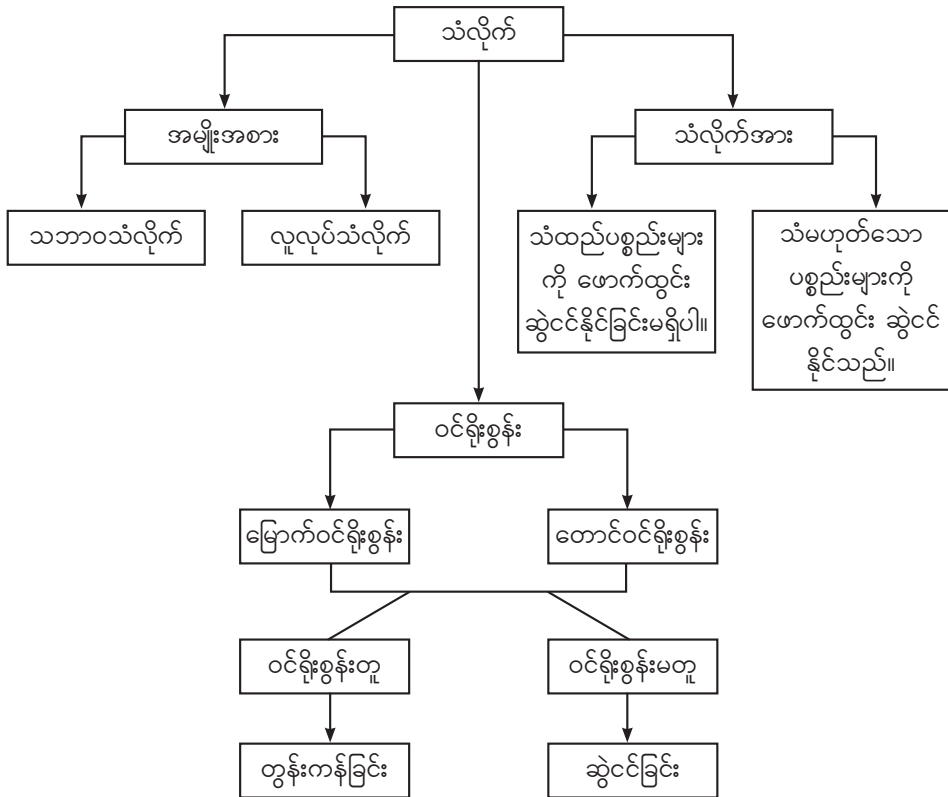 သံလိုက်
အမျိုးအစား
သံလိုက်အား
သဘာဝသံလိုက်
လူလုပ်သံလိုက်
သံထည်ပစ္စည်းများ
ကို ဖောက်ထွင်း
ဆွဲငင်နိုင်ခြင်းမရှိပါ။
သံမဟုတ်သော
ပစ္စည်းများကို
ဖောက်ထွင်း ဆွဲငင်
နိုင်သည်။
ဝင်ရိုးစွန်း
မြောက်ဝင်ရိုးစွန်း
တောင်ဝင်ရိုးစွန်း
ဝင်ရိုးစွန်းတူ
ဝင်ရိုးစွန်းမတူ
တွန်းကန်ခြင်း
ဆွဲငင်ခြင်း